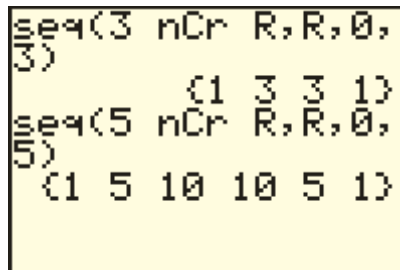 seq(3 nCr R,R,0,
3)
{1 3 3 1}
seq(5 nCr R,R,0,
5)
{1 5 10 10 5 1}